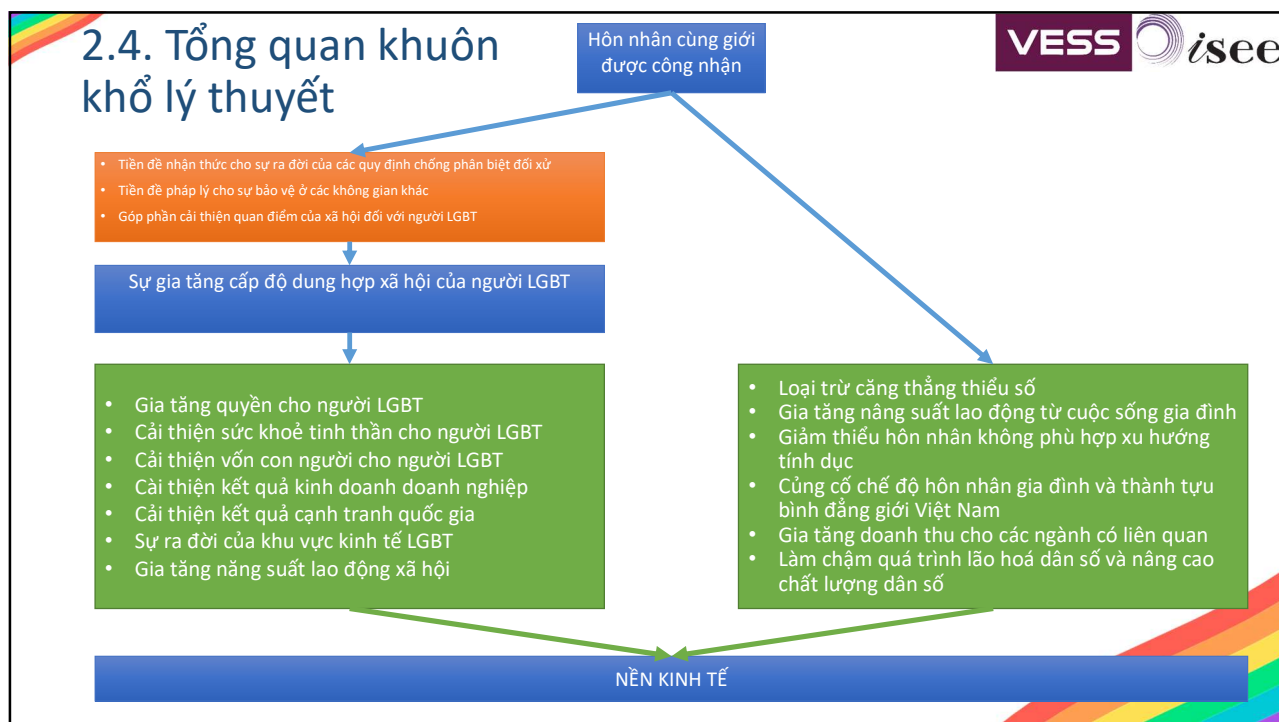 2.4. Tổng quan khuôn
khổ lý thuyết
Hôn nhân cùng giới
được công nhận
VESS
isee
• Tiền đề nhận thức cho sự ra đời của các quy định chống phân biệt đối xử
• Tiền đề pháp lý cho sự bảo vệ ở các không gian khác
• Góp phần cải thiện quan điểm của xã hội đối với người LGBT
Sự gia tăng cấp độ dung hợp xã hội của người LGBT
• Gia tăng quyền cho người LGBT
• Cải thiện sức khoẻ tinh thần cho người LGBT
• Cải thiện vốn con người cho người LGBT
• Cài thiện kết quả kinh doanh doanh nghiệp
• Cải thiện kết quả cạnh tranh quốc gia
• Sự ra đời của khu vực kinh tế LGBT
• Gia tăng năng suất lao động xã hội
• Loại trừ căng thẳng thiểu số
• Gia tăng nâng suất lao động từ cuộc sống gia đình
• Giảm thiểu hôn nhân không phù hợp xu hướng
tính dục
• Củng cố chế độ hôn nhân gia đình và thành tựu
bình đẳng giới Việt Nam
• Gia tăng doanh thu cho các ngành có liên quan
• Làm chậm quá trình lão hoá dân số và nâng cao
chất lượng dân số
NỀN KINH TẾ